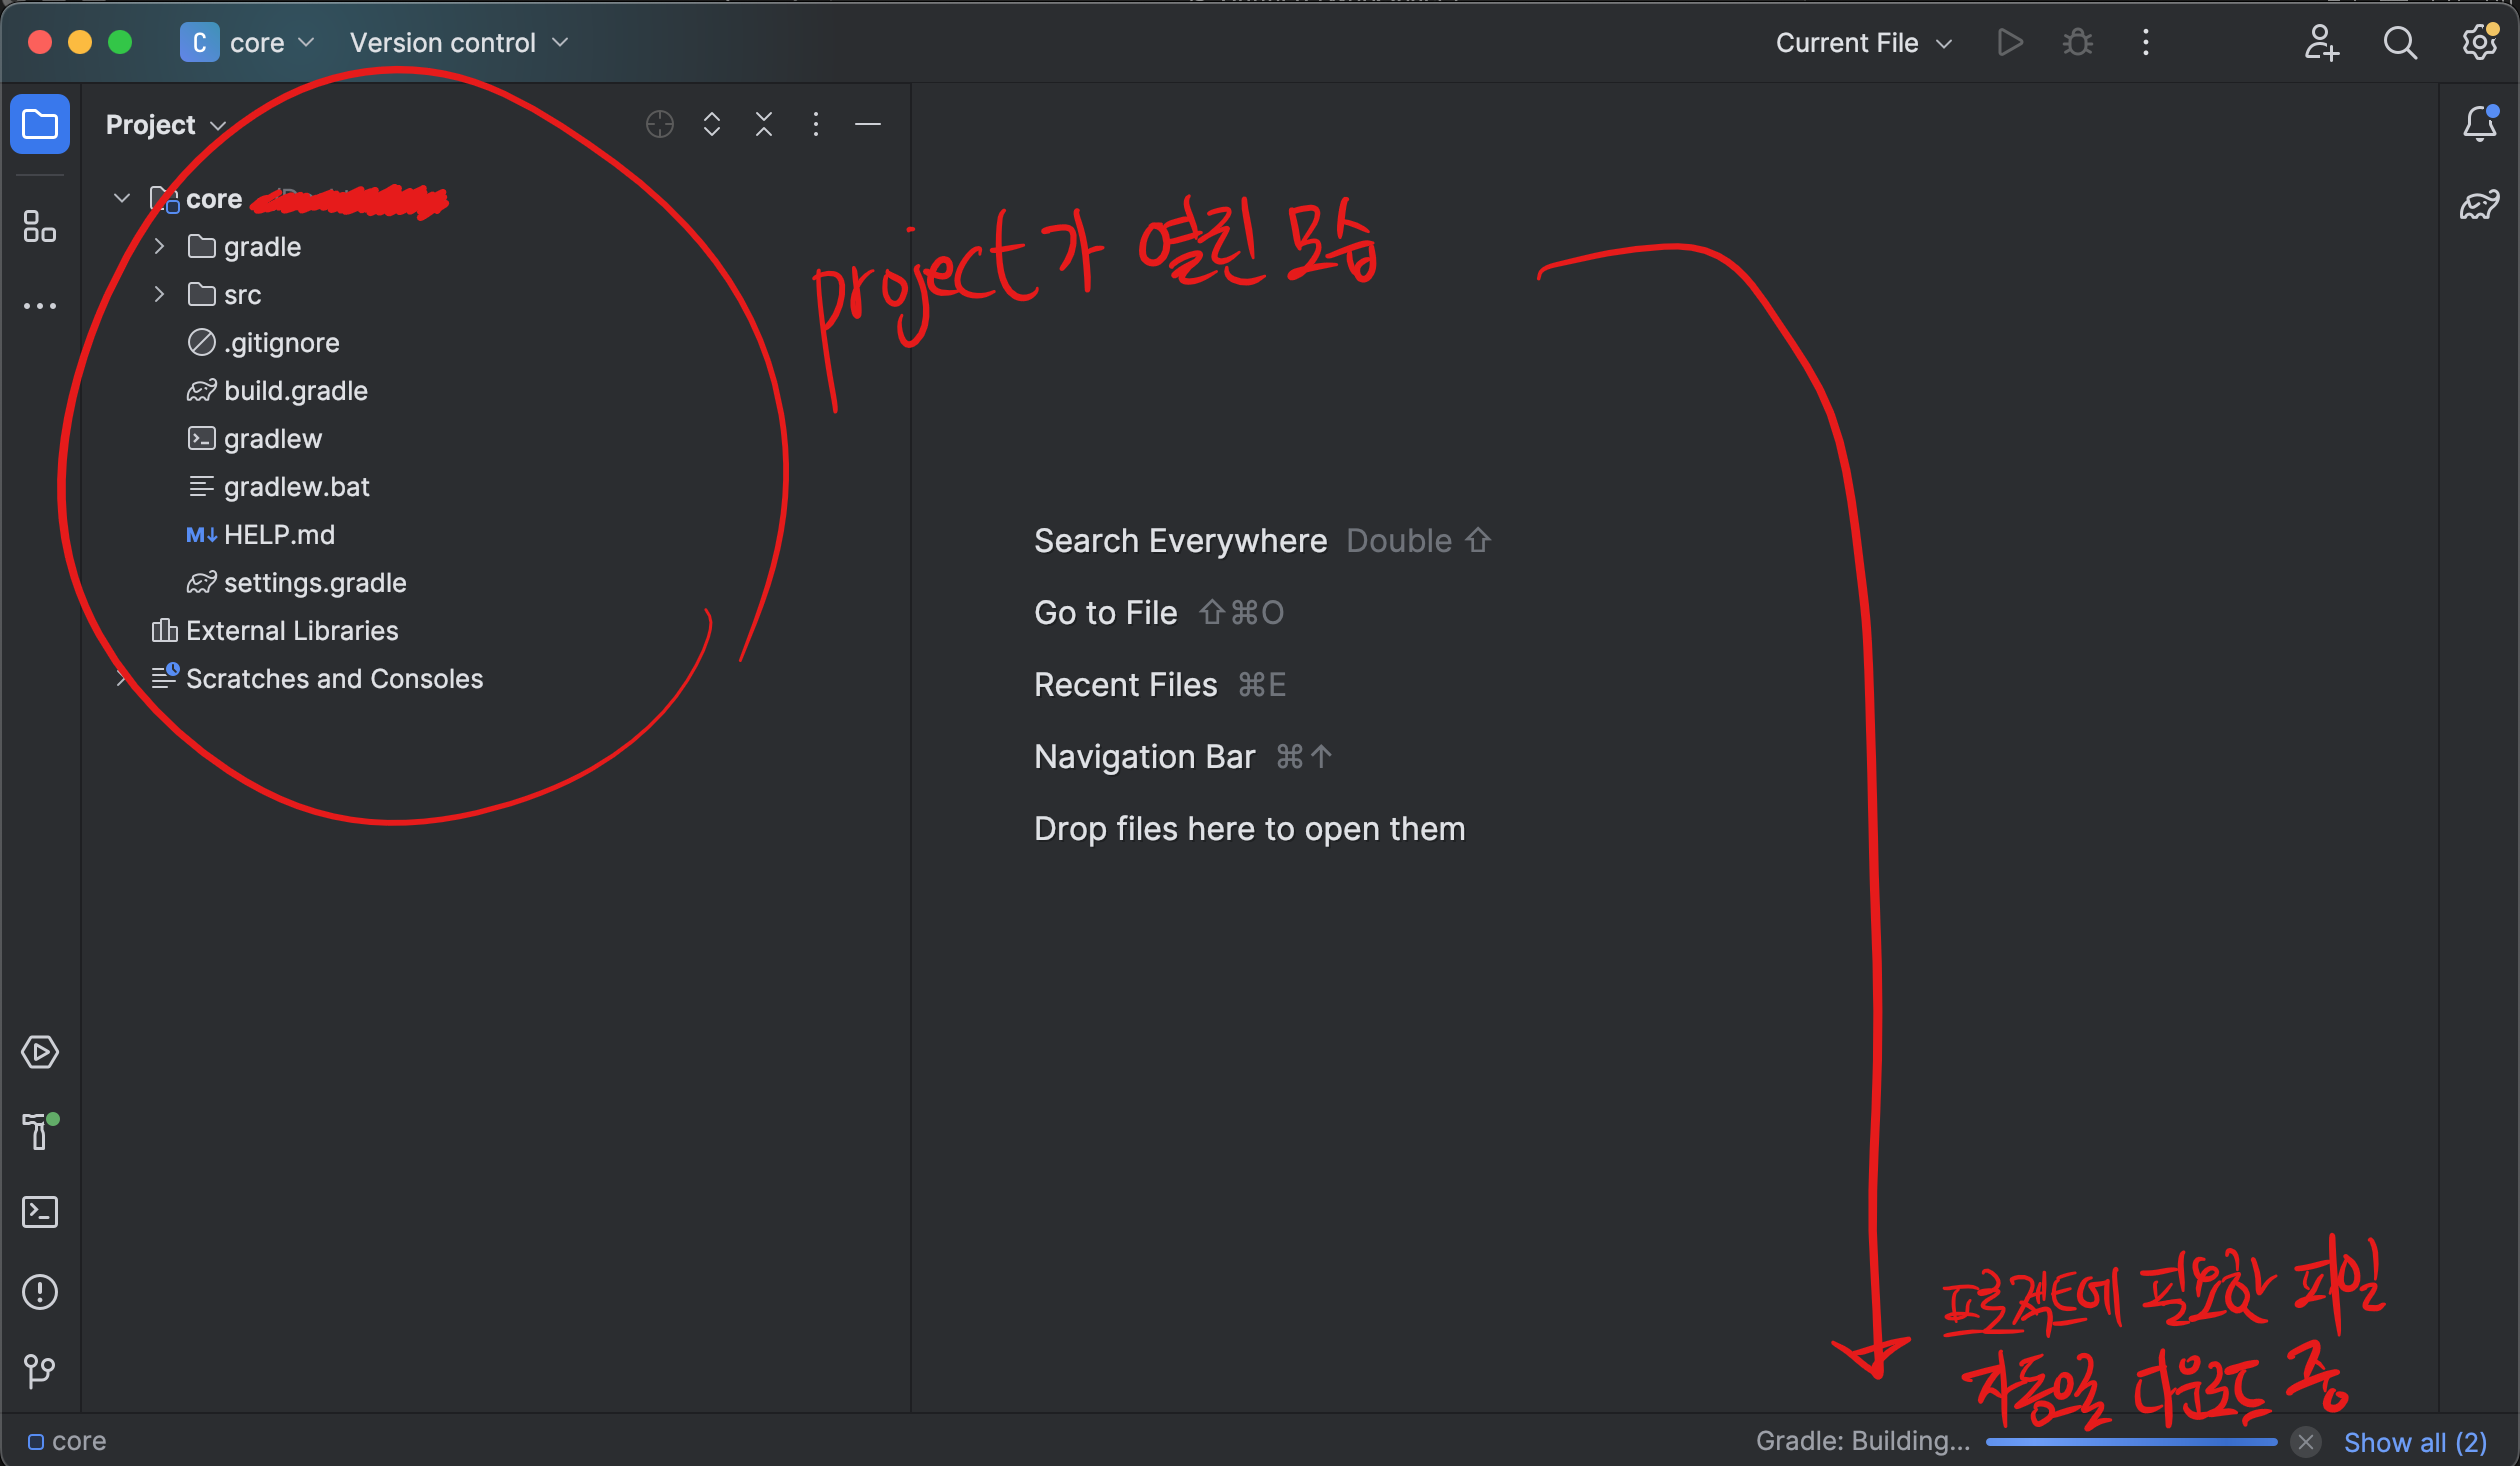 C core Version control
Current File
Project
core
gradle
src
.gitignore
build.gradle
gradlew
gradlew.bat
M↓ HELP.md
settings.gradle
External Libraries
Scratches and Consoles
project가 열린 모습
Search Everywhere Double ⇧
Go to File ⇧⌘O
Recent Files ⌘E
Navigation Bar ⌘↑
Drop files here to open them
프로젝트에 필요한 파일
자동으로 다운로드 중
core
Gradle: Building...
Show all (2)